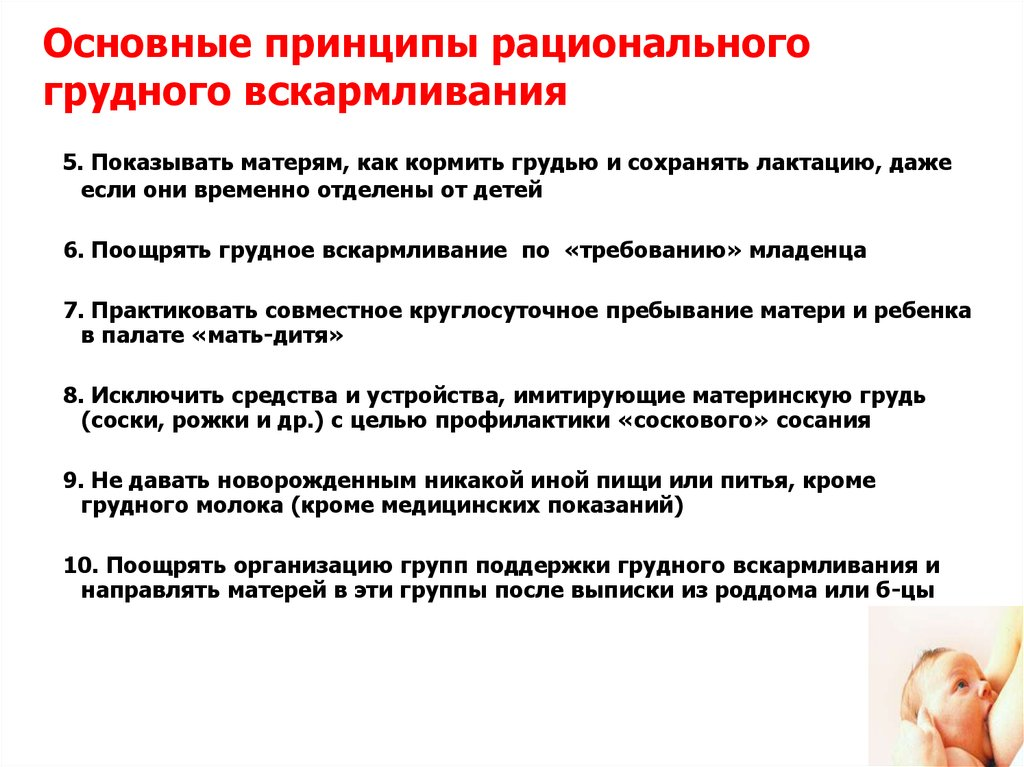 Основные принципы рационального
грудного вскармливания
5. Показывать матерям, как кормить грудью и сохранять лактацию, даже
если они временно отделены от детей
6. Поощрять грудное вскармливание по «требованию» младенца
7. Практиковать совместное круглосуточное пребывание матери и ребенка
в палате «мать-дитя»
8. Исключить средства и устройства, имитирующие материнскую грудь
(соски, рожки и др.) с целью профилактики «соскового» сосания
9. Не давать новорожденным никакой иной пищи или питья, кроме
грудного молока (кроме медицинских показаний)
10. Поощрять организацию групп поддержки грудного вскармливания и
направлять матерей в эти группы после выписки из роддома или б-цы